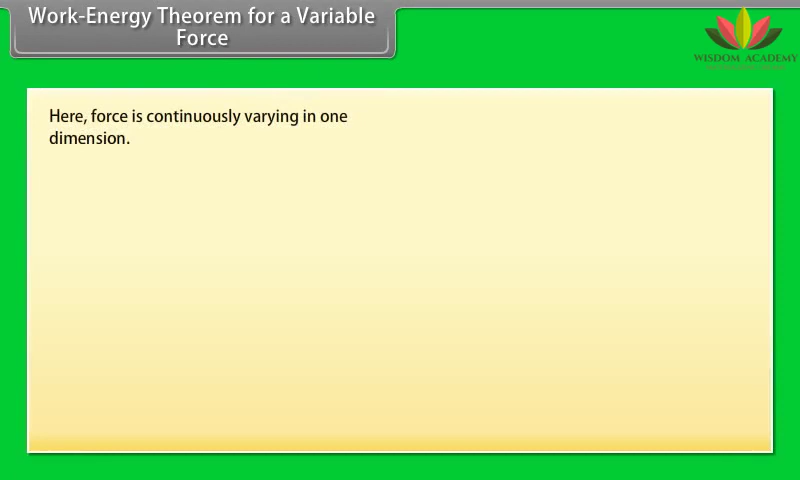 Work-Energy Theorem for a Variable
Force
WISDOM ACADEMY
Here, force is continuously varying in one
dimension.